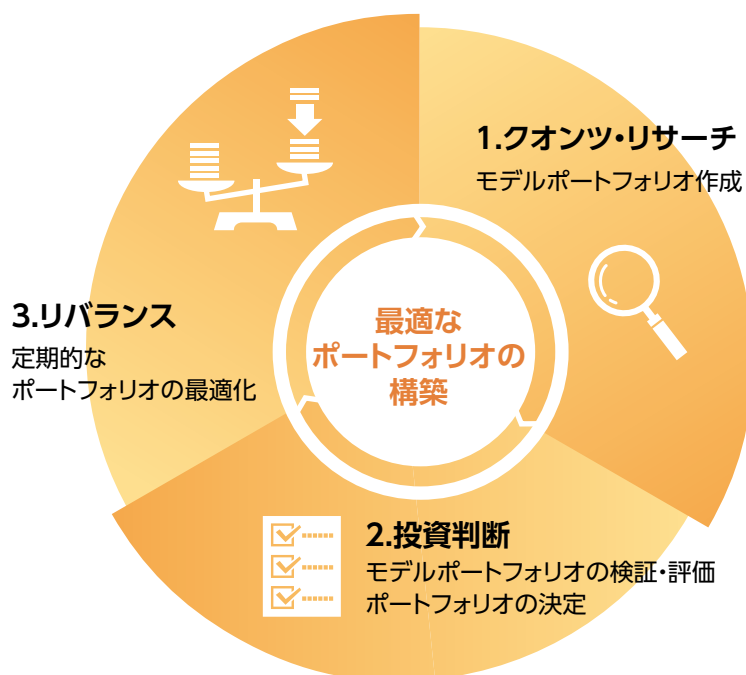 1.クオンツ・リサーチ
モデルポートフォリオ作成
最適な
ポートフォリオの
構築
2.投資判断
モデルポートフォリオの検証・評価
ポートフォリオの決定
3.リバランス
定期的な
ポートフォリオの最適化